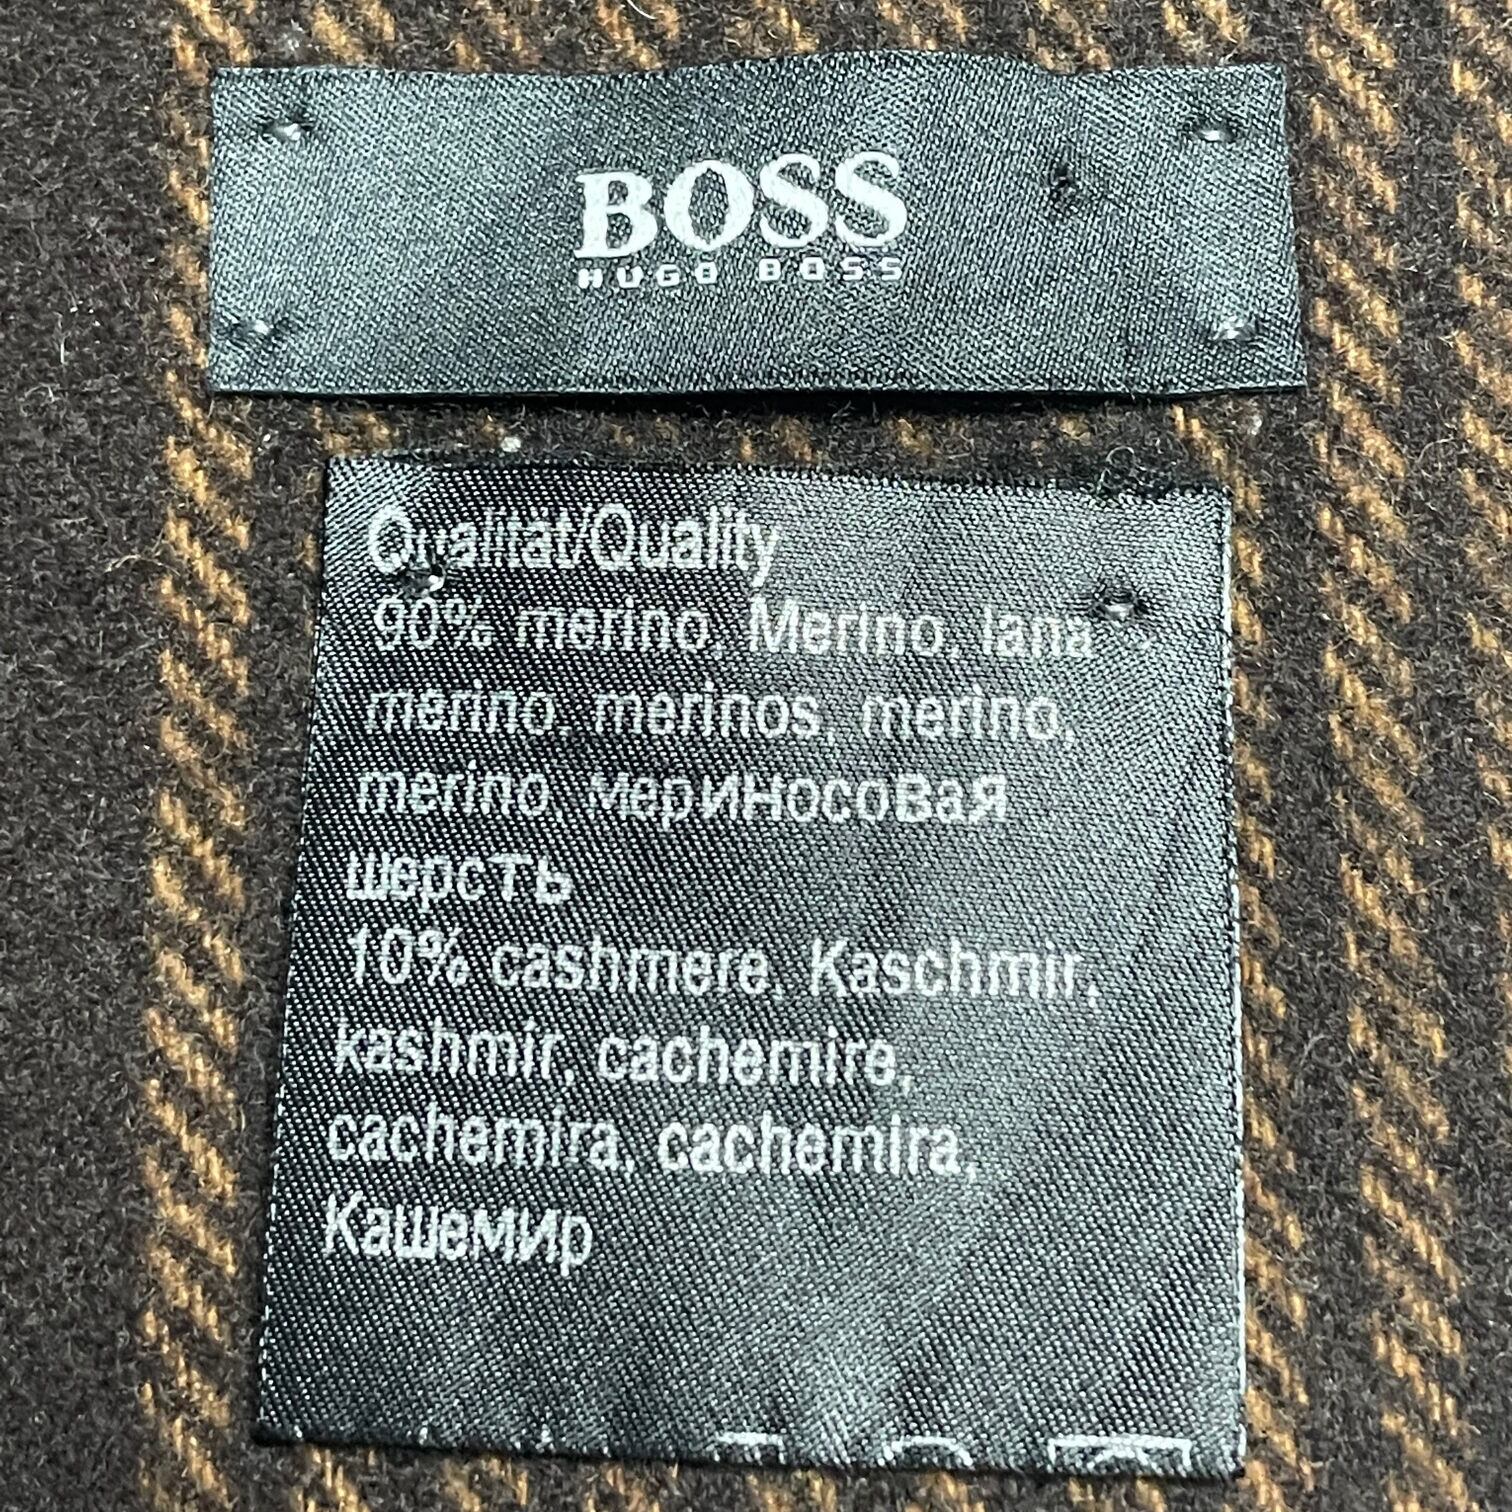 BOSS
HUGO BOSS
Qualität/Quality
90% merino, Merino, lana
merino, merinos, merino,
merino, мериносовая
шерсть
10% cashmere, Kaschmir,
kashmír, cachemire,
cachemira, cachemira,
Кашемир